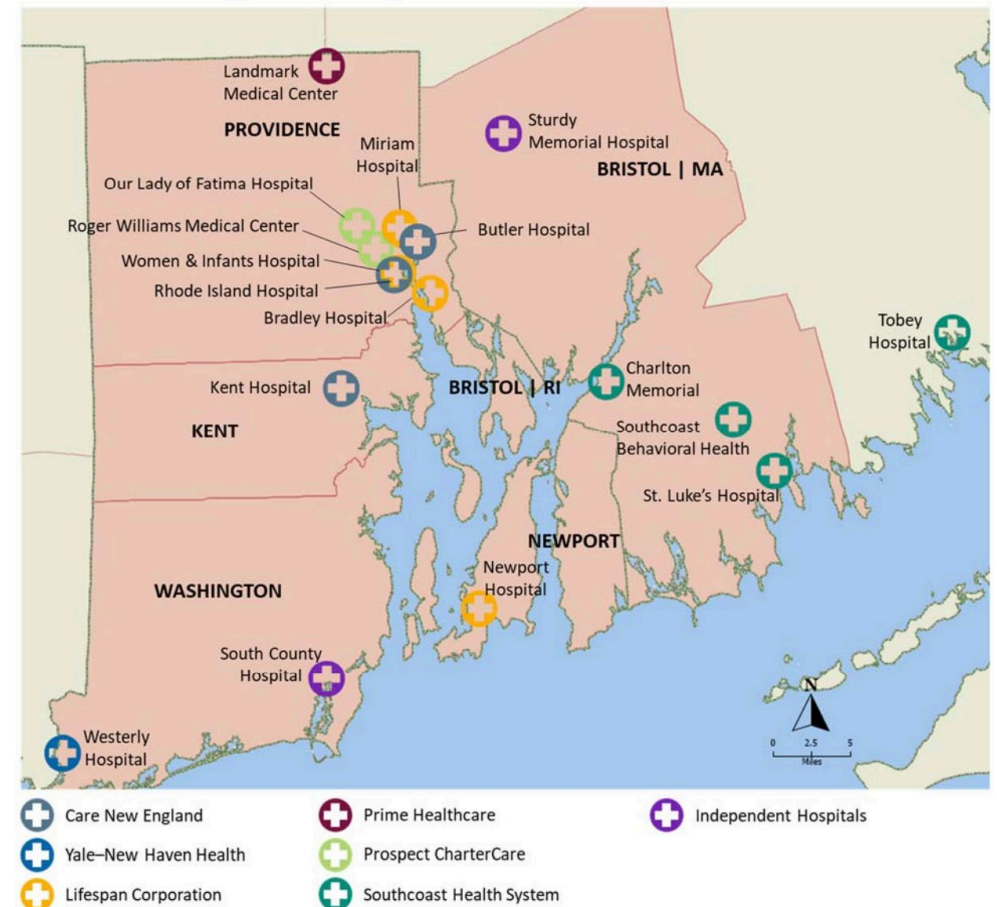 Landmark
Medical Center
PROVIDENCE
Sturdy
Memorial Hospital
BRISTOL | MA
Miriam
Hospital
Our Lady of Fatima Hospital
Roger Williams Medical Center
Butler Hospital
Women & Infants Hospital
Rhode Island Hospital
Bradley Hospital
Tobey
Hospital
Kent Hospital
BRISTOL | RI
Charlton
Memorial
KENT
Southcoast
Behavioral Health
St. Luke's Hospital
NEWPORT
Newport
Hospital
WASHINGTON
South County
Hospital
Westerly
Hospital
N
0 2.5 5
Miles
Care New England
Prime Healthcare
Independent Hospitals
Yale–New Haven Health
Prospect CharterCare
Lifespan Corporation
Southcoast Health System